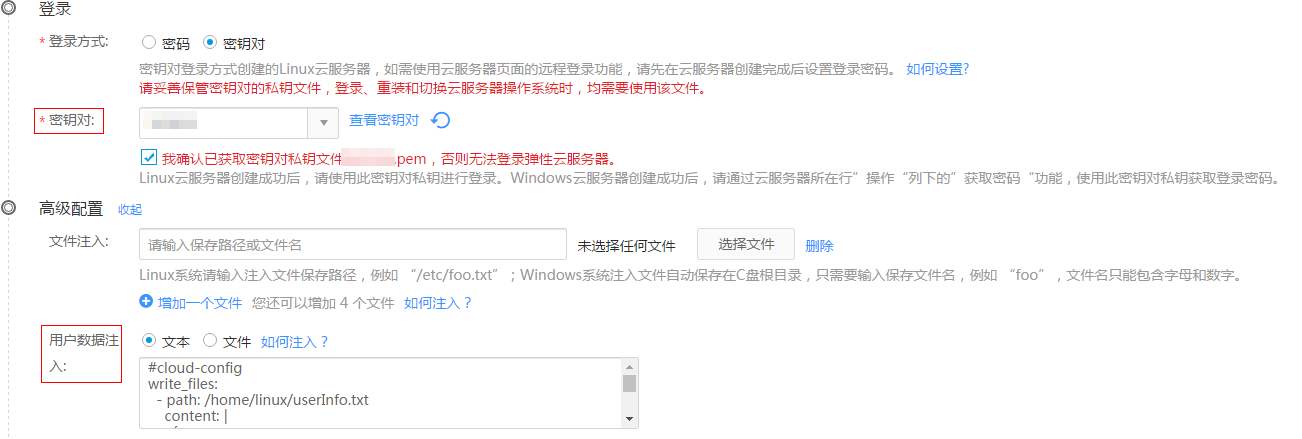 登录
* 登录方式: 密码 密钥对
密钥对登录方式创建的Linux云服务器，如需使用云服务器页面的远程登录功能，请先在云服务器创建完成后设置登录密码。 如何设置?
请妥善保管密钥对的私钥文件，登录、重装和切换云服务器操作系统时，均需要使用该文件。
* 密钥对: 查看密钥对
我确认已获取密钥对私钥文件 .pem，否则无法登录弹性云服务器。
Linux云服务器创建成功后，请使用此密钥对私钥进行登录。Windows云服务器创建成功后，请通过云服务器所在行”操作“列下的”获取密码“功能，使用此密钥对私钥获取登录密码。
高级配置 收起
文件注入: 请输入保存路径或文件名 未选择任何文件 选择文件 删除
Linux系统请输入注入文件保存路径，例如 “/etc/foo.txt” ；Windows系统注入文件自动保存在C盘根目录，只需要输入保存文件名，例如 “foo” ，文件名只能包含字母和数字。
增加一个文件 您还可以增加 4 个文件 如何注入？
用户数据注
入:
文本 文件 如何注入？
#cloud-config
write_files:
- path: /home/linux/userInfo.txt
content: |